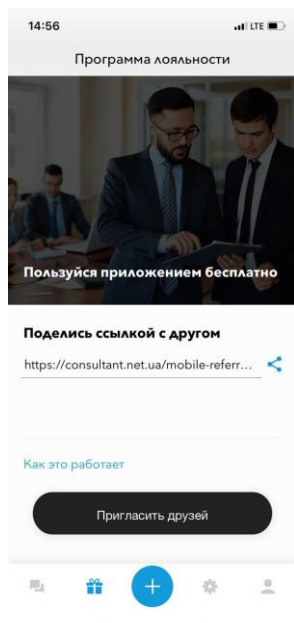 14:56
LTE
Программа лояльности
Пользуйся приложением бесплатно
Поделись ссылкой с другом
https://consultant.net.ua/mobile-referr...
Как это работает
Пригласить друзей